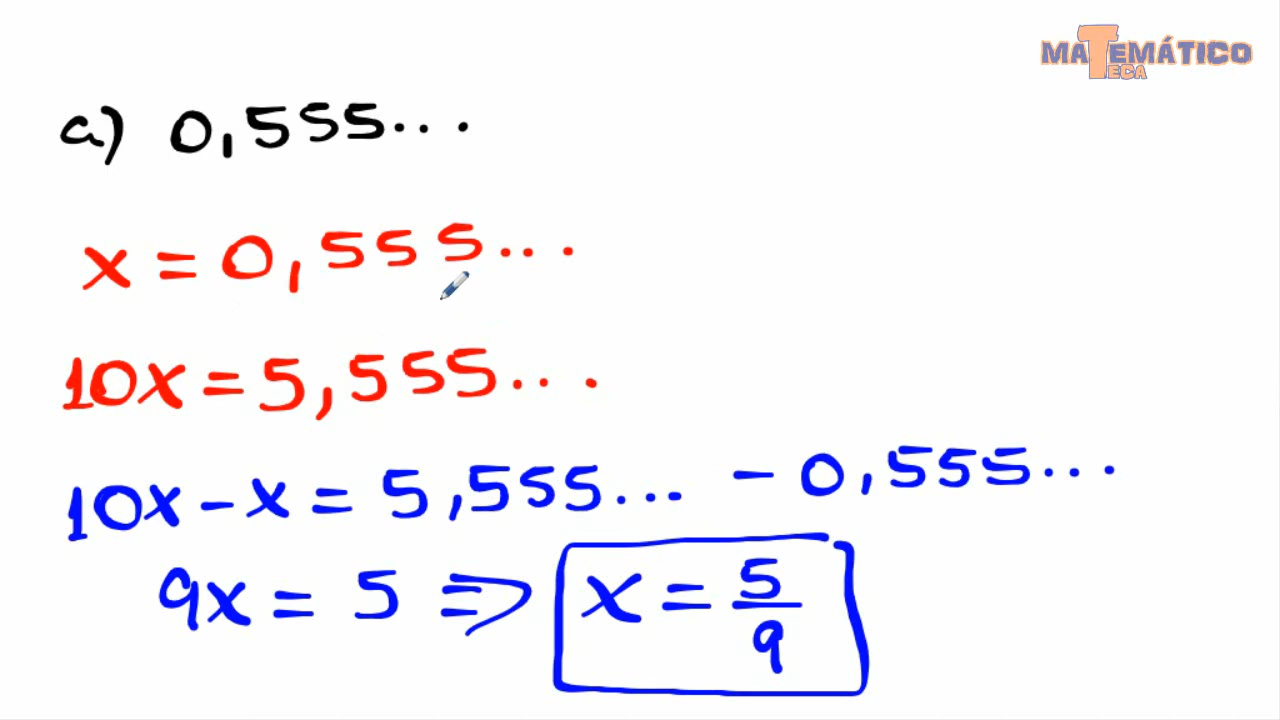 MATEMÁTICO
TECA
a) 0,555...
x = 0,555...
10x = 5,555...
10x - x = 5,555... - 0,555...
9x = 5 => x = 5/9